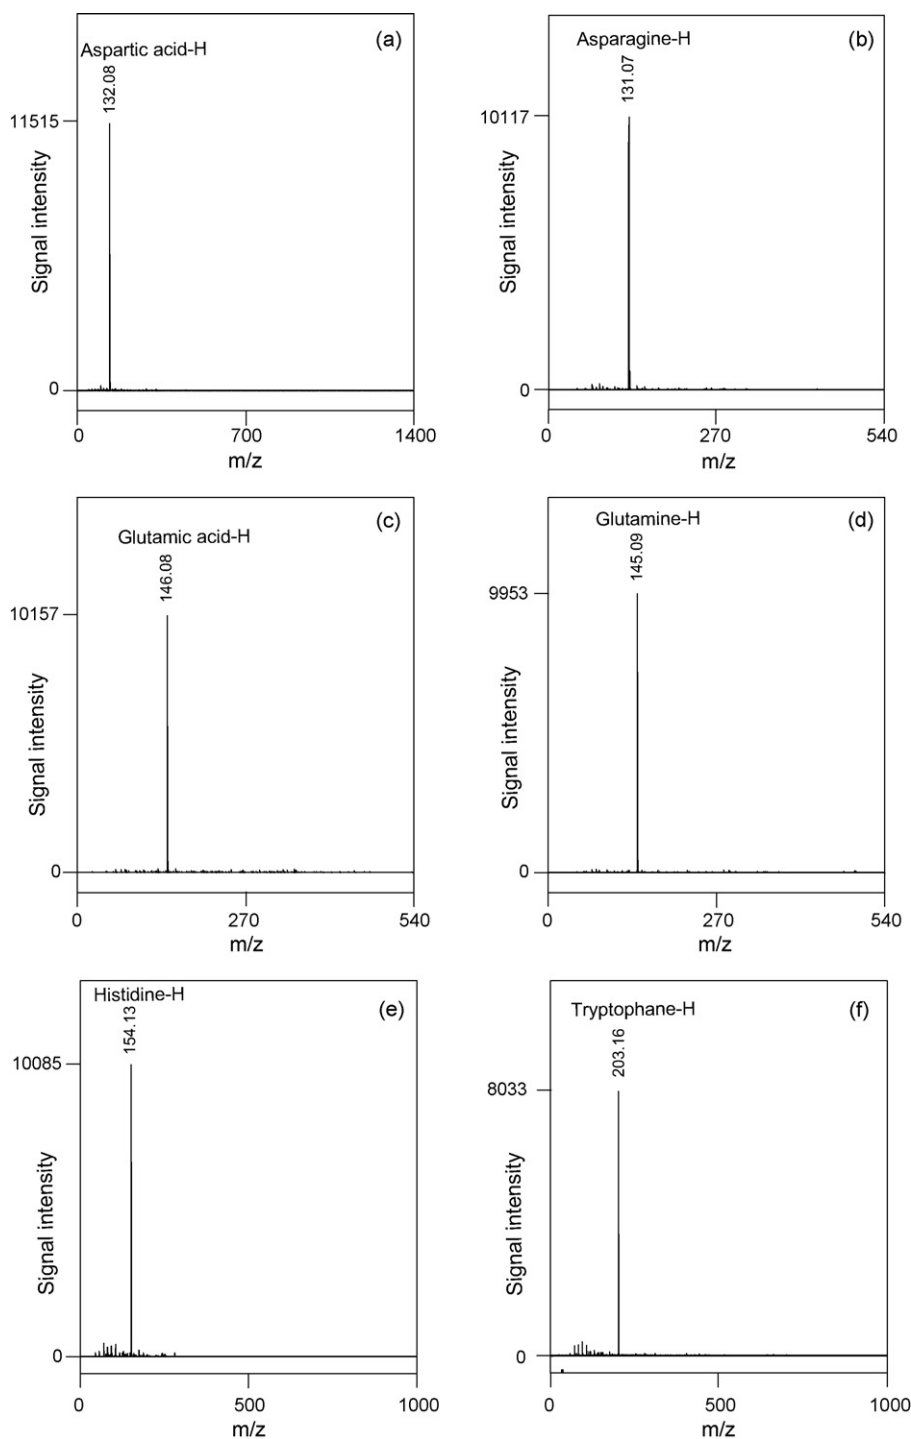 Aspartic acid-H
(a)
132.08
11515
Signal intensity
0
0
700
1400
m/z
Asparagine-H
(b)
131.07
10117
Signal intensity
0
0
270
540
m/z
Glutamic acid-H
(c)
146.08
10157
Signal intensity
0
0
270
540
m/z
Glutamine-H
(d)
145.09
9953
Signal intensity
0
0
270
540
m/z
Histidine-H
(e)
154.13
10085
Signal intensity
0
0
500
1000
m/z
Tryptophane-H
(f)
203.16
8033
Signal intensity
0
0
500
1000
m/z